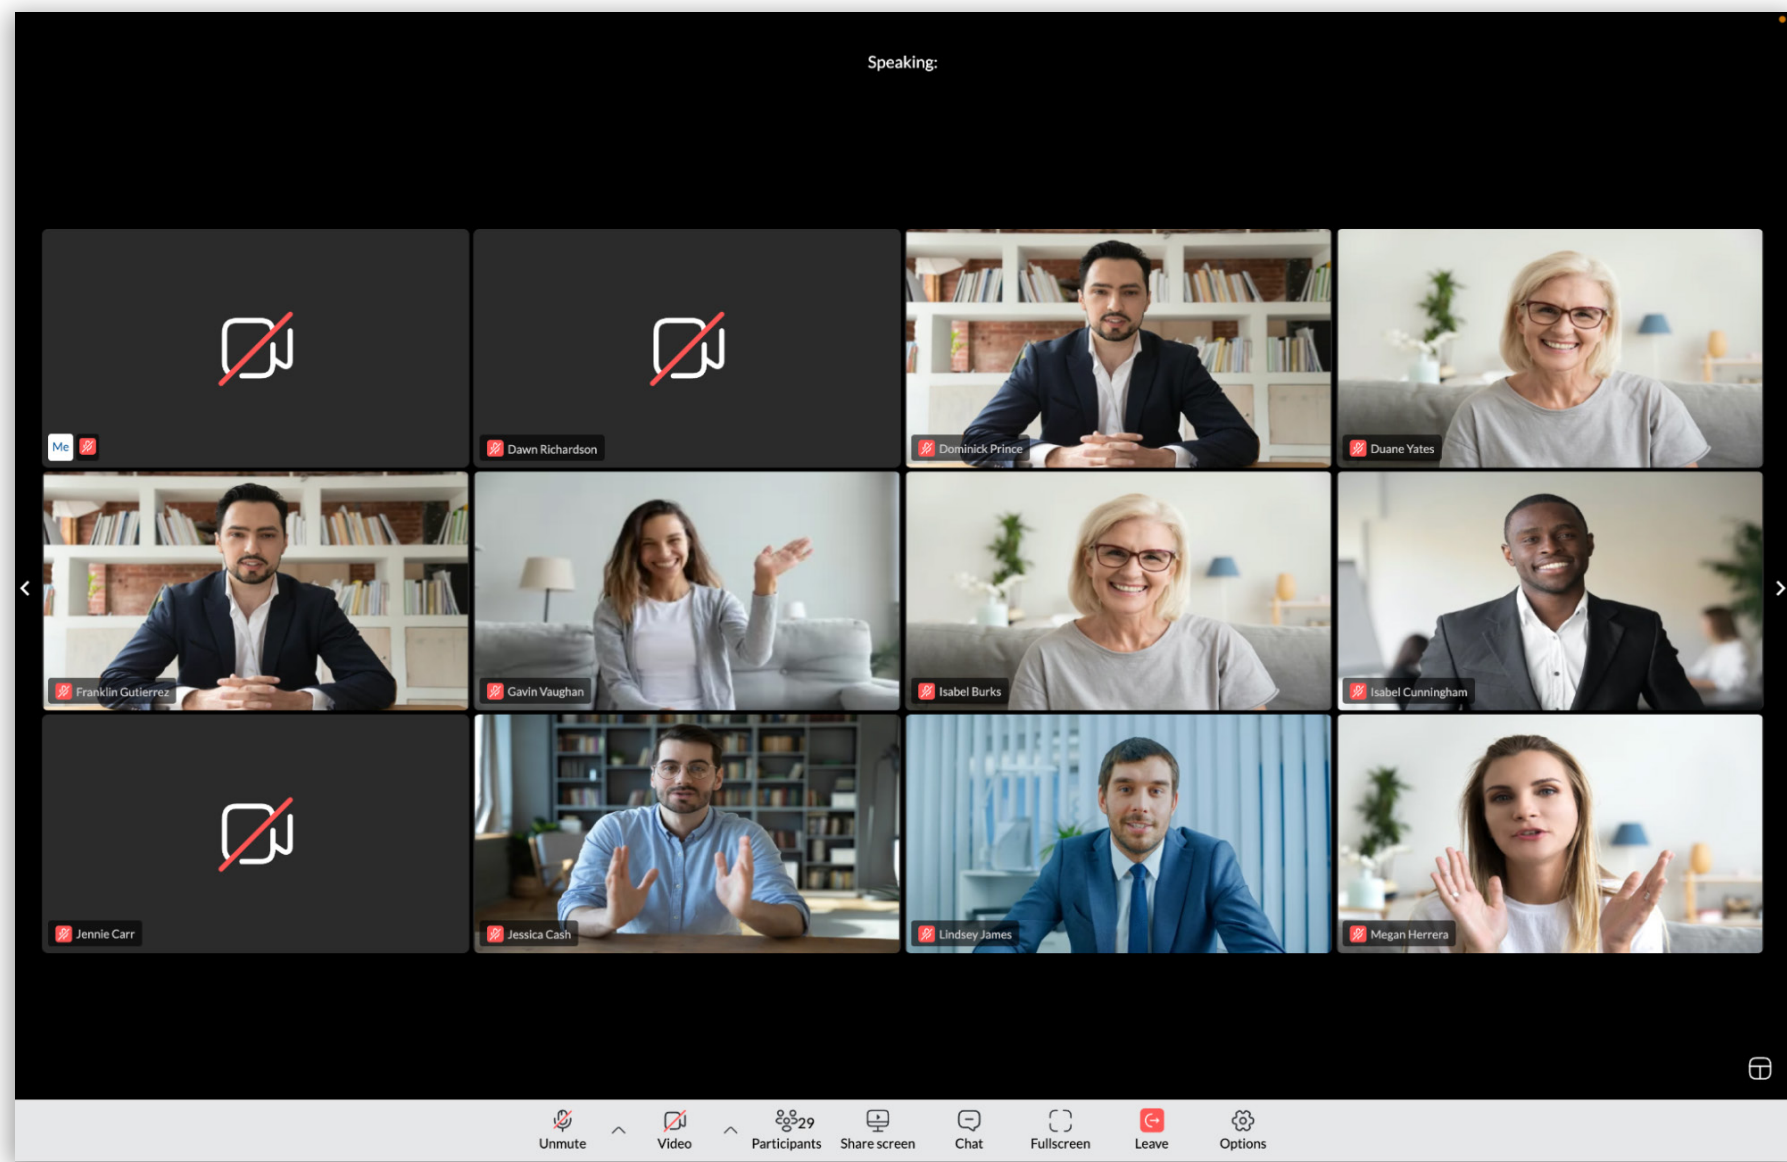 Speaking:
Me
Dawn Richardson
Dominick Prince
Duane Yates
Franklin Gutierrez
Gavin Vaughan
Isabel Burks
Isabel Cunningham
Jennie Carr
Jessica Cash
Lindsey James
Megan Herrera
29
Unmute
Video
Participants
Share screen
Chat
Fullscreen
Leave
Options